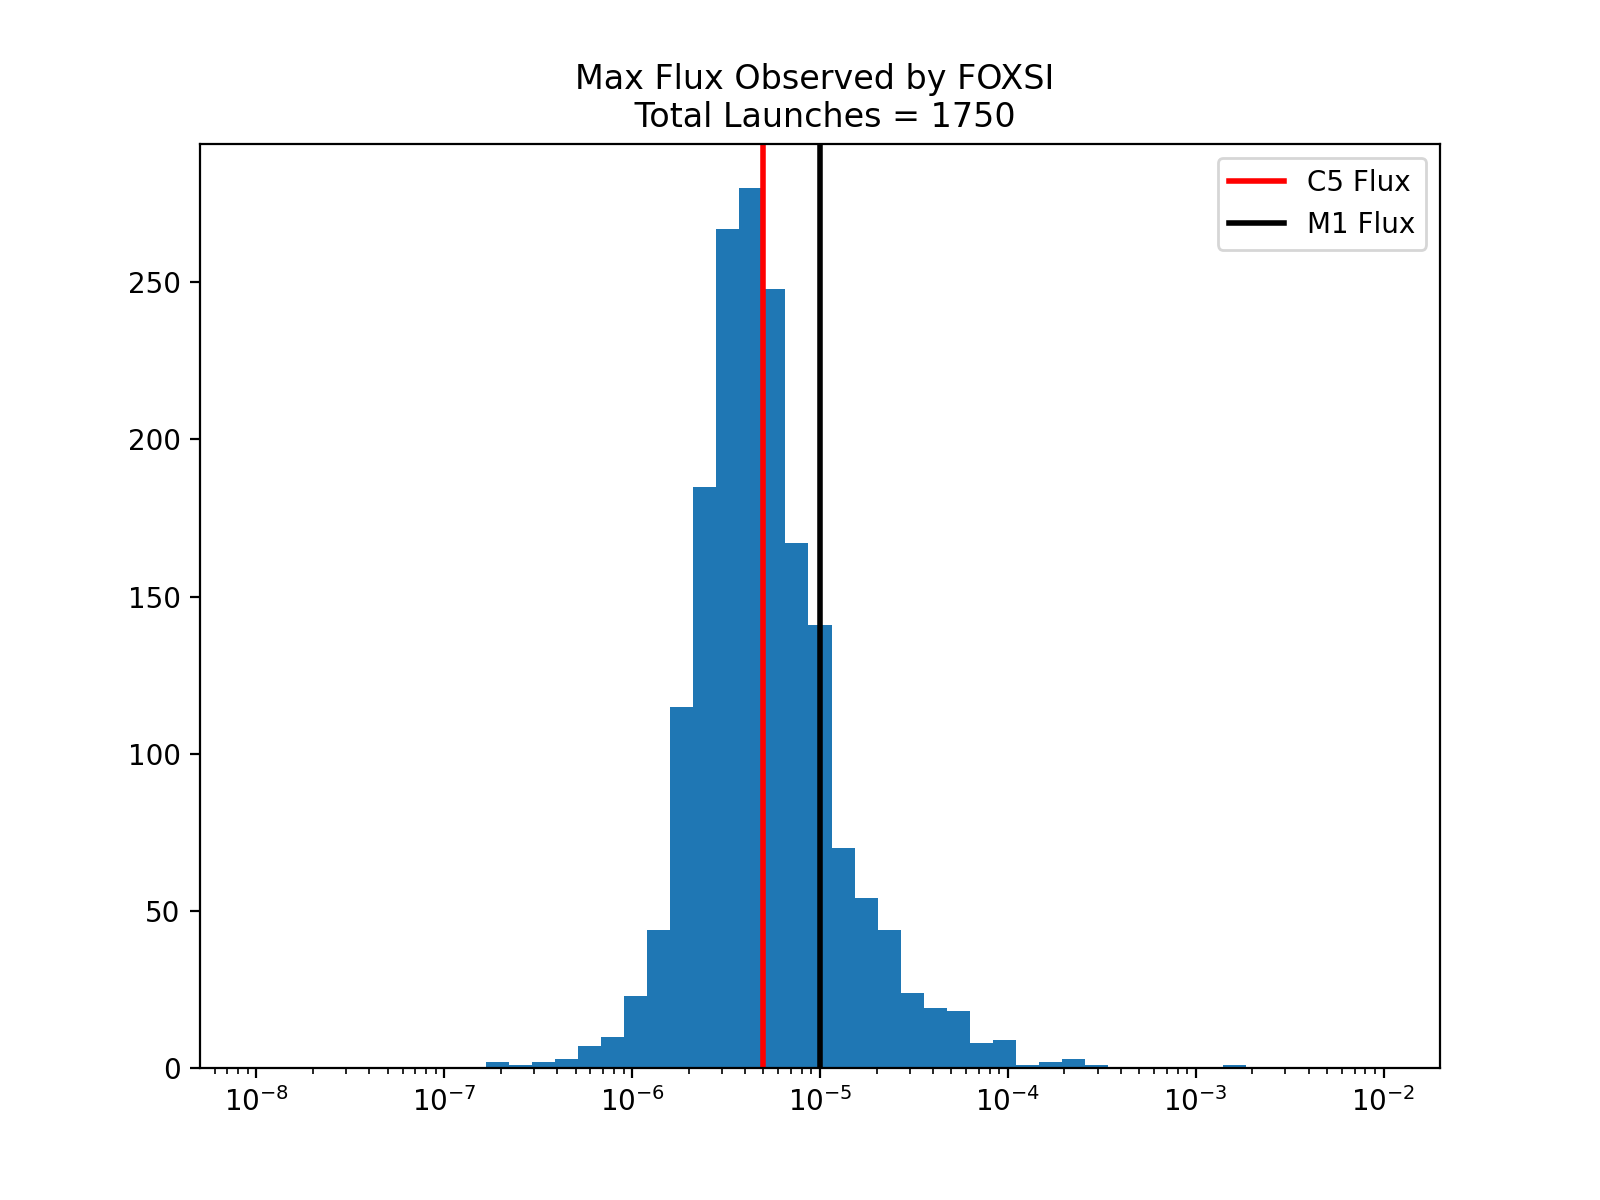 Max Flux Observed by FOXSI
Total Launches = 1750
C5 Flux
M1 Flux
250
200
150
100
50
0
10⁻⁸ 10⁻⁷ 10⁻⁶ 10⁻⁵ 10⁻⁴ 10⁻³ 10⁻²